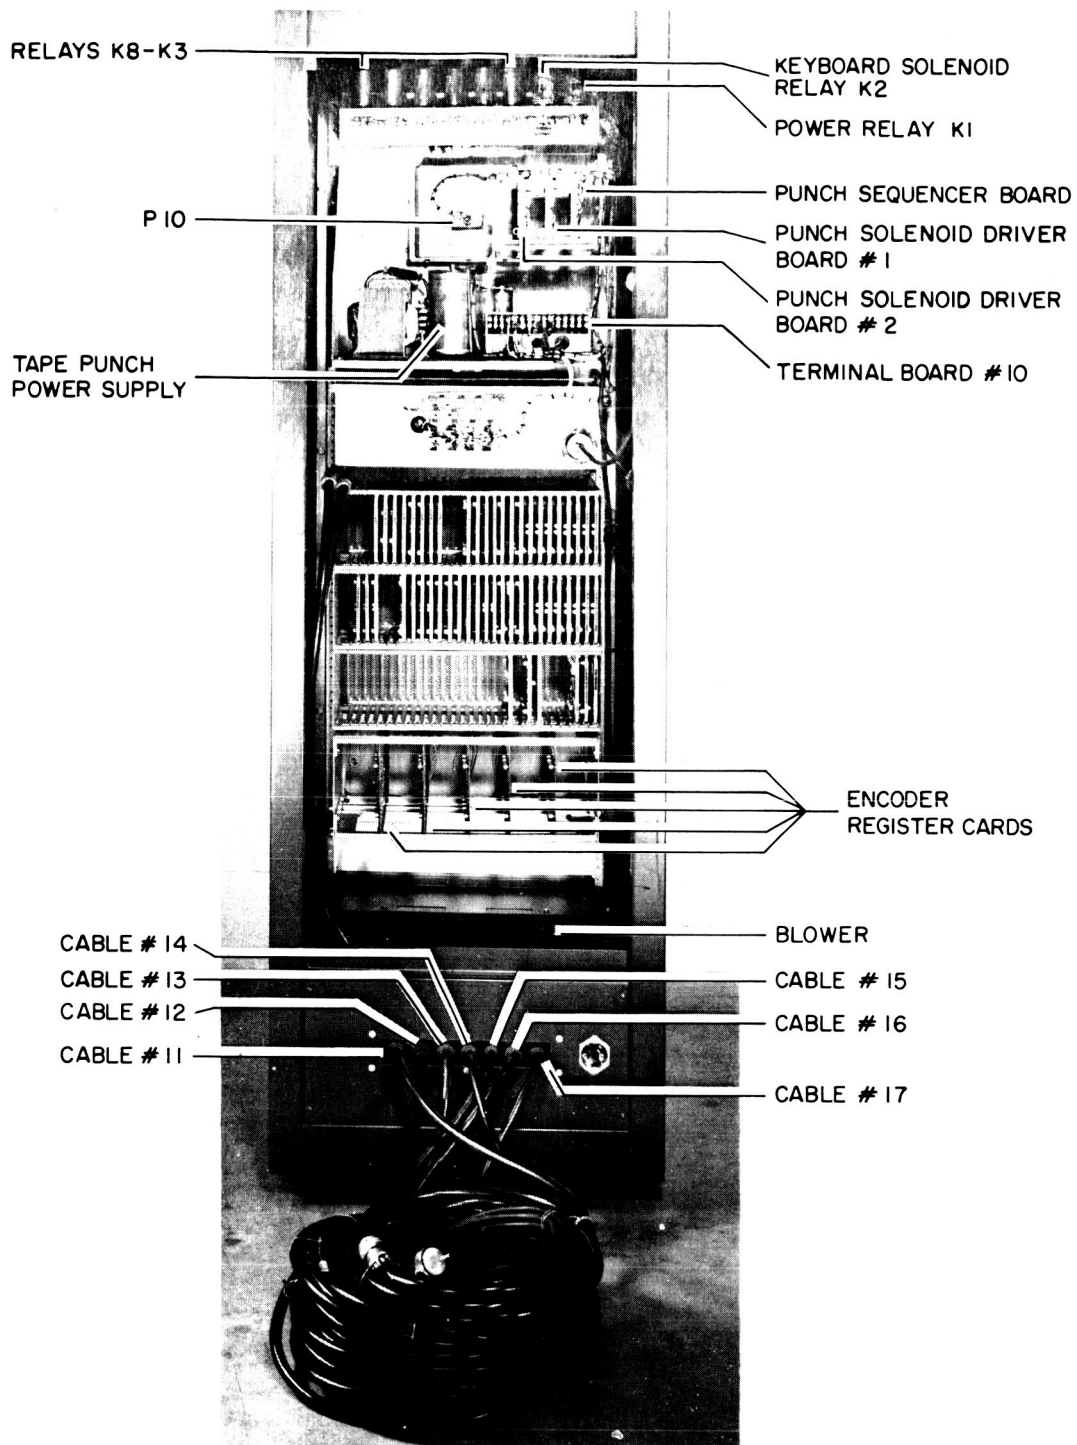 RELAYS K8-K3
KEYBOARD SOLENOID
RELAY K2
POWER RELAY K1
PUNCH SEQUENCER BOARD
P10
PUNCH SOLENOID DRIVER
BOARD #1
PUNCH SOLENOID DRIVER
BOARD #2
TAPE PUNCH
POWER SUPPLY
TERMINAL BOARD #10
ENCODER
REGISTER CARDS
BLOWER
CABLE #14
CABLE #13
CABLE #12
CABLE #11
CABLE #15
CABLE #16
CABLE #17